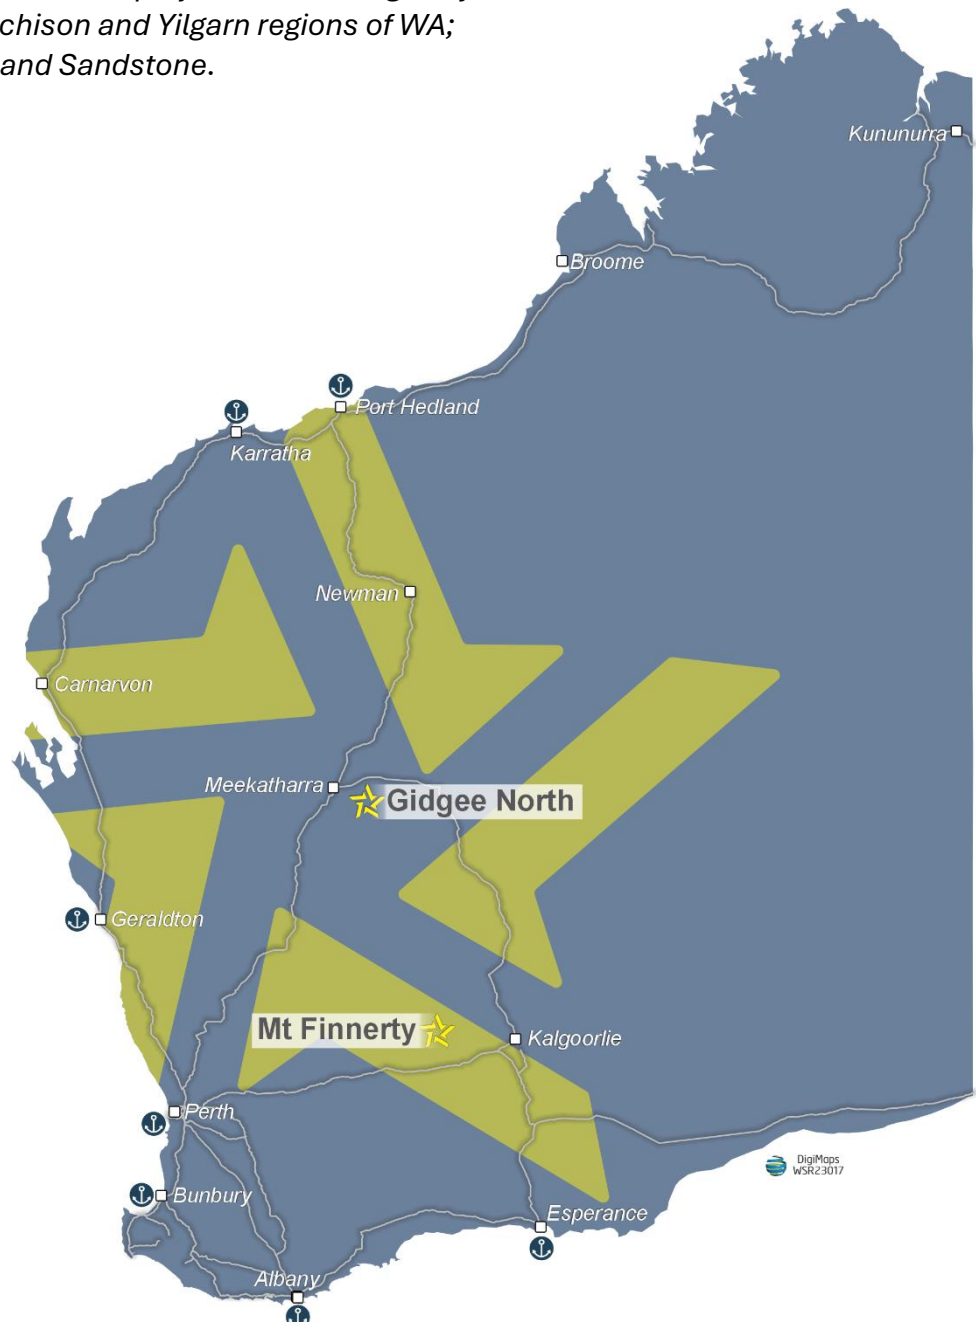 chison and Yilgarn regions of WA;
and Sandstone.
Kununurra
Broome
Port Hedland
Karratha
Newman
Carnarvon
Meekatharra
Gidgee North
Geraldton
Mt Finnerty
Kalgoorlie
Perth
DigiMaps
WSR23017
Bunbury
Esperance
Albany